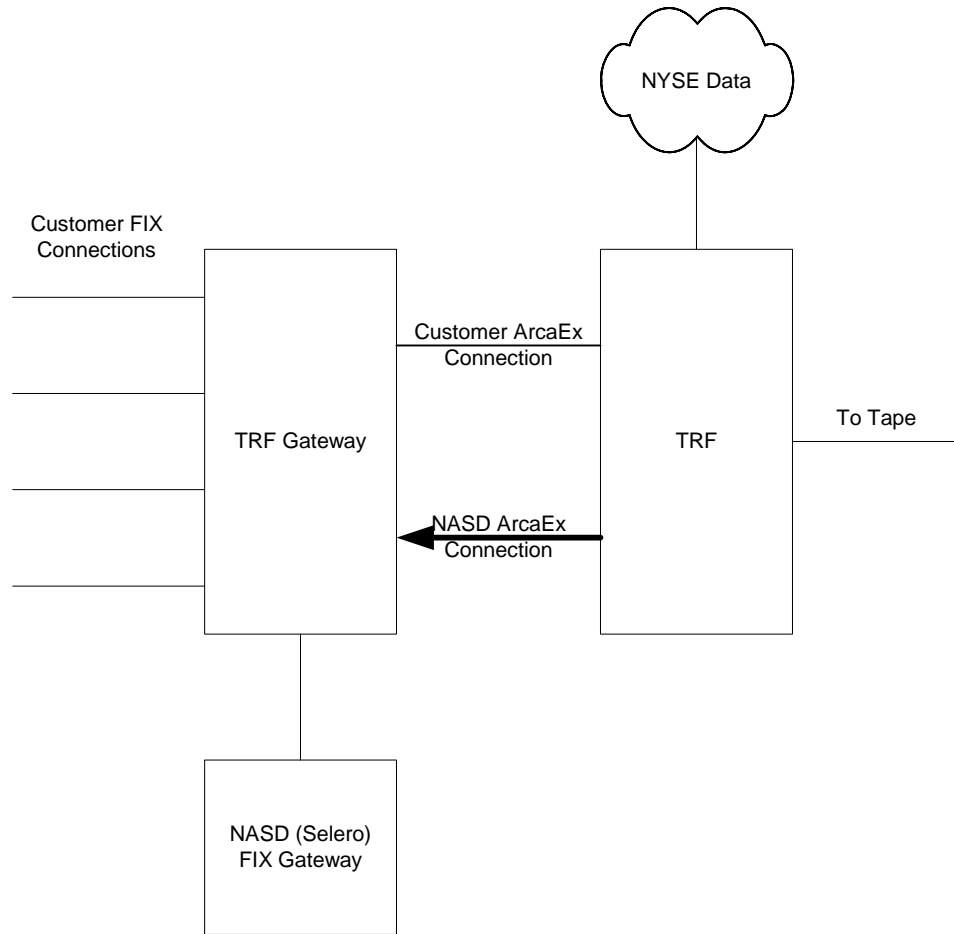 NYSE Data
Customer FIX
Connections
Customer ArcaEx
Connection
TRF Gateway
TRF
To Tape
NASD ArcaEx
Connection
NASD (Selero)
FIX Gateway